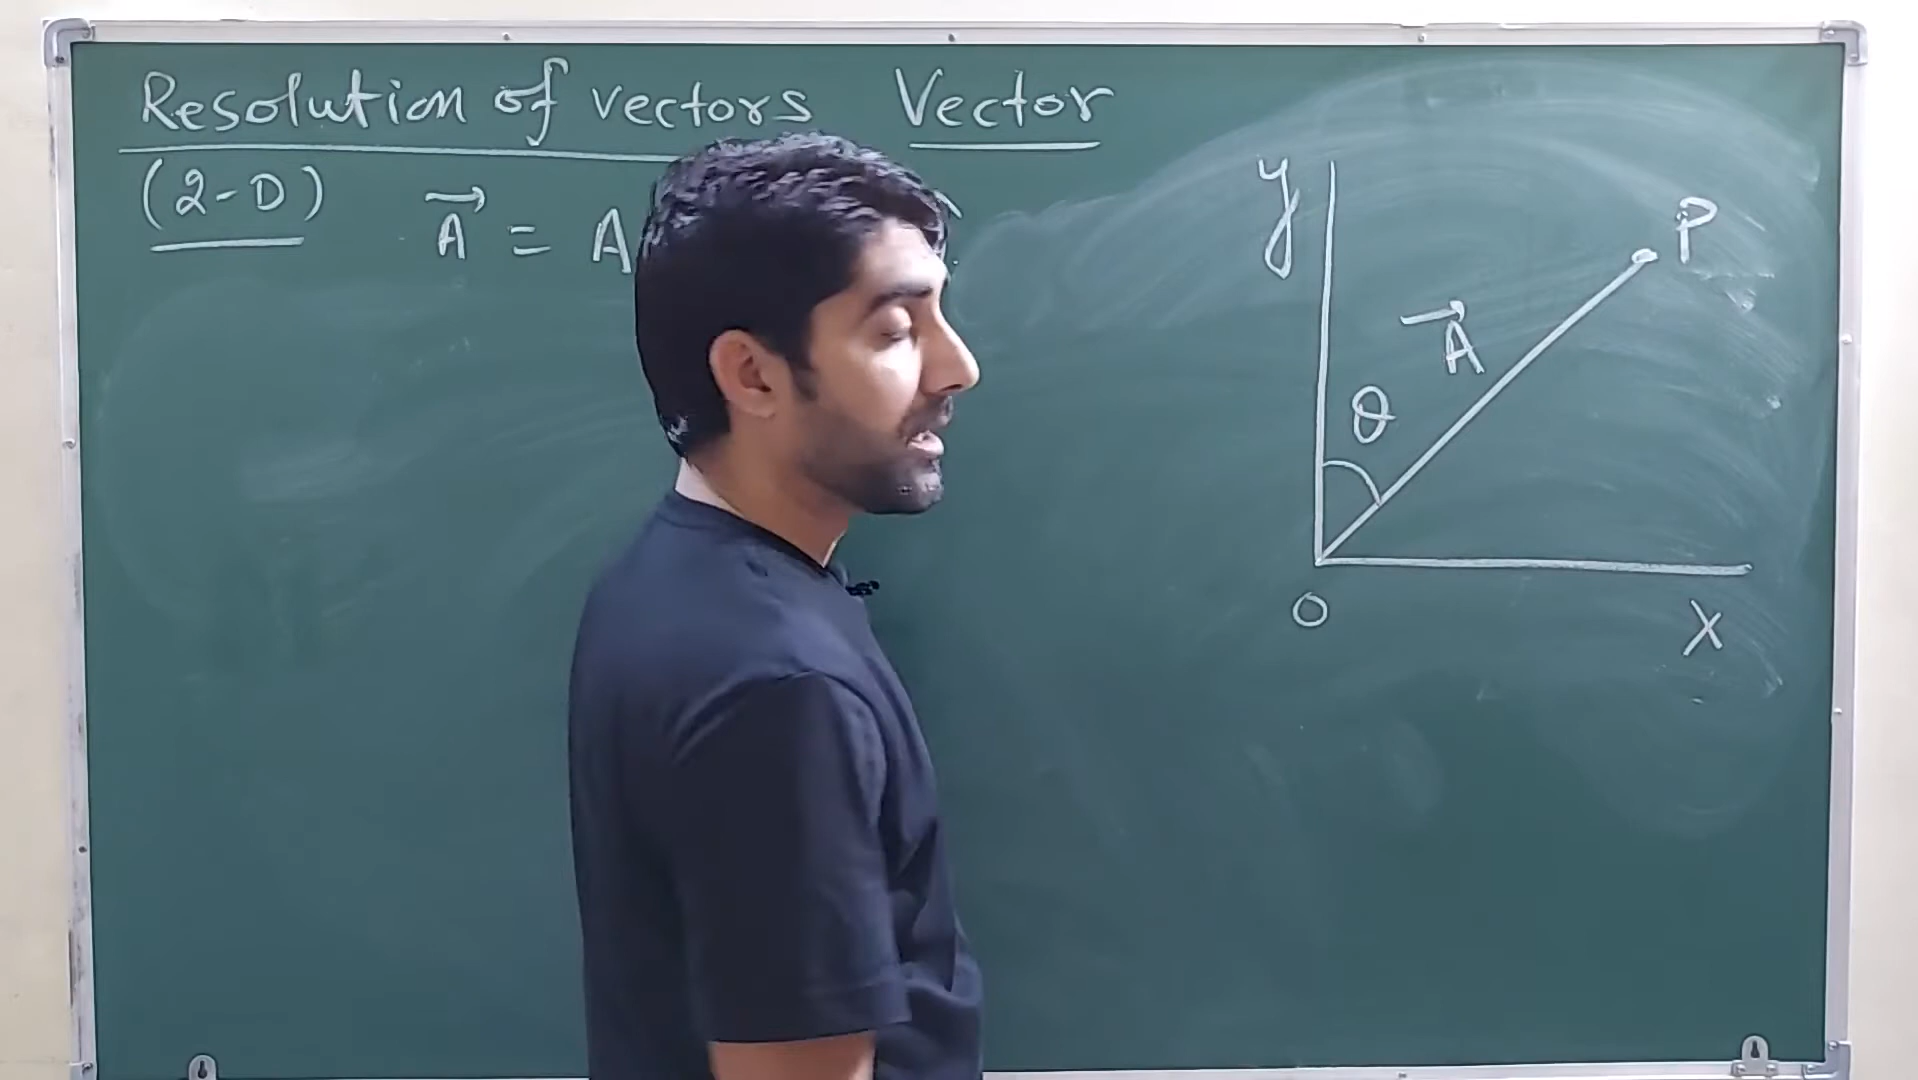 Resolution of vectors Vector
(2-D)
A⃗ = A
y
P
A⃗
θ
O
X